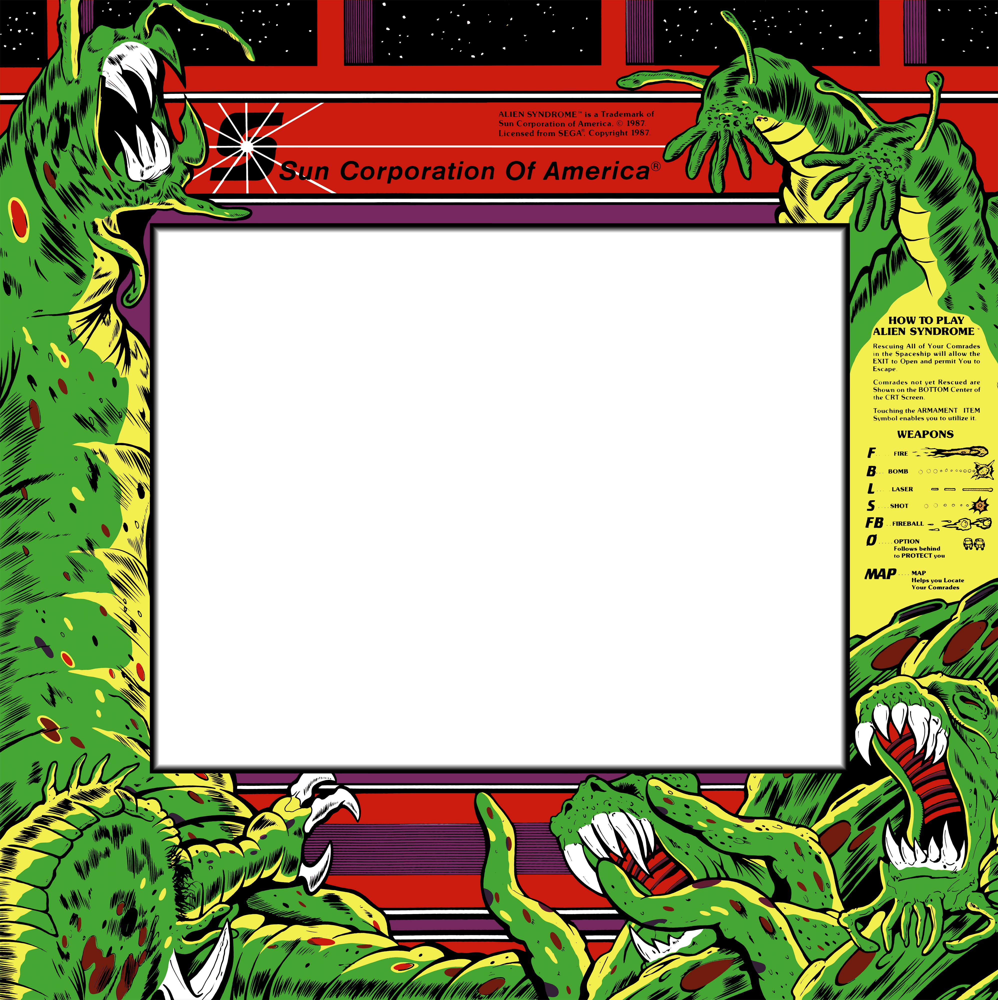 ALIEN SYNDROME™ is a Trademark of
Sun Corporation of America, © 1987.
Licensed from SEGA®, Copyright 1987.
S
Sun Corporation Of America®
HOW TO PLAY
ALIEN SYNDROME™
Rescuing All of Your Comrades
in the Spaceship will allow the
EXIT to Open and permit You to
Escape.
Comrades not yet Rescued are
Shown on the BOTTOM Center of
the CRT Screen.
Touching the ARMAMENT ITEM
Symbol enables you to utilize it.
WEAPONS
F ..... FIRE
B ... BOMB
L ..... LASER
S .... SHOT
FB .. FIREBALL
Ø ..... OPTION
Follows behind
to PROTECT you
MAP .... MAP
Helps you Locate
Your Comrades